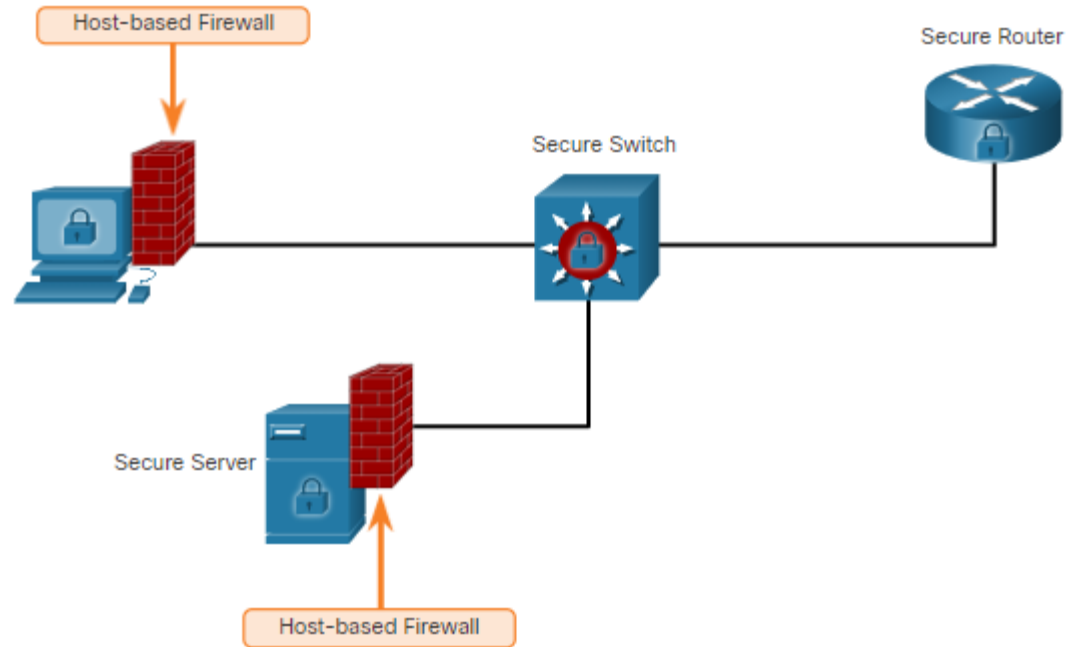 Host-based Firewall
Secure Router
Secure Switch
Secure Server
Host-based Firewall